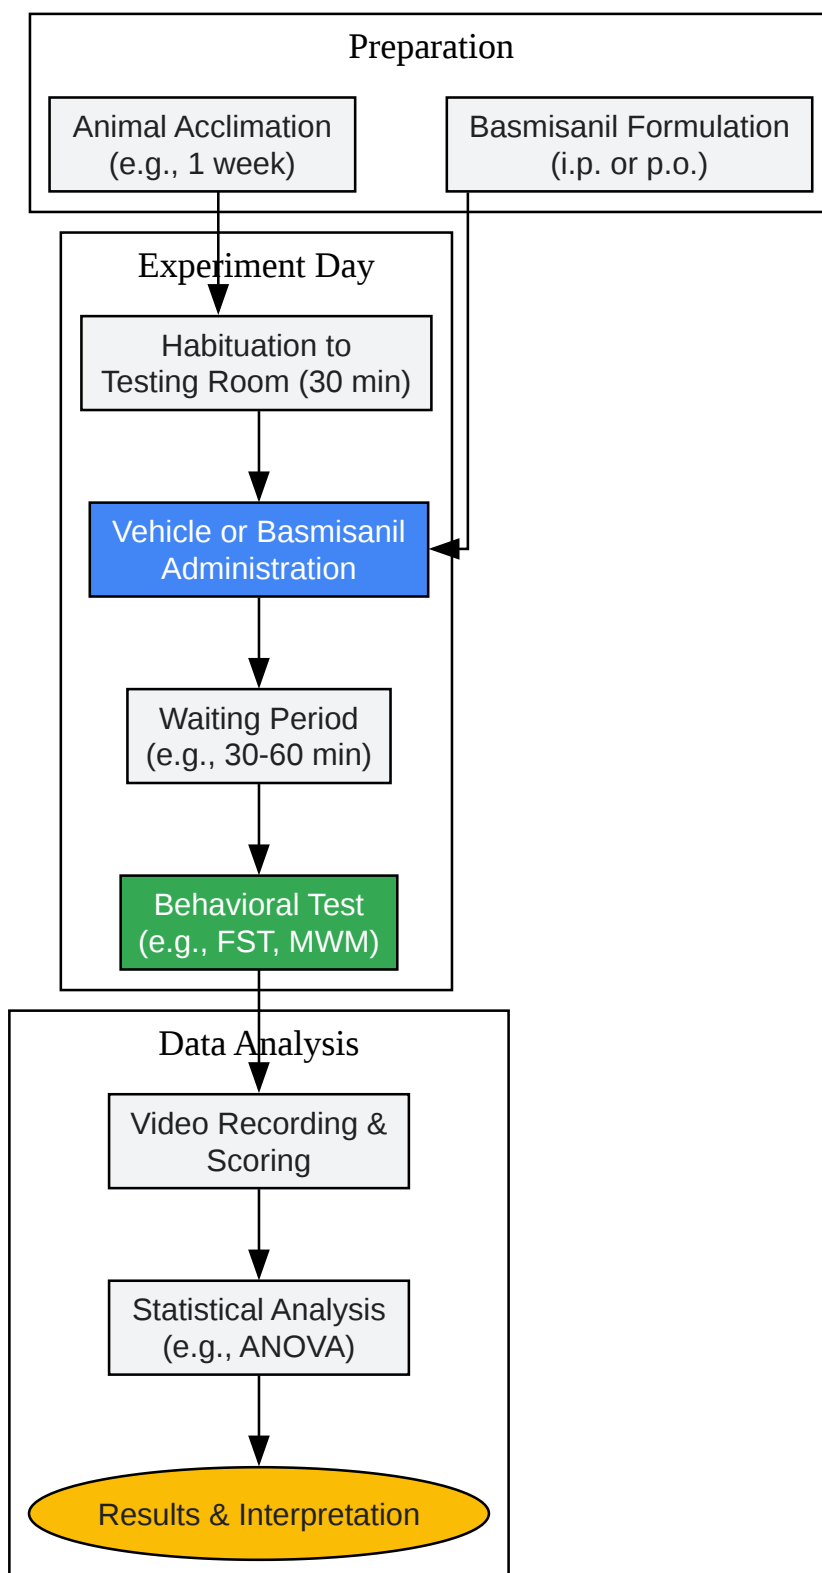 Preparation
Animal Acclimation
(e.g., 1 week)
Basmisanil Formulation
(i.p. or p.o.)
Experiment Day
Habituation to
Testing Room (30 min)
Vehicle or Basmisanil
Administration
Waiting Period
(e.g., 30-60 min)
Behavioral Test
(e.g., FST, MWM)
Data Analysis
Video Recording &
Scoring
Statistical Analysis
(e.g., ANOVA)
Results & Interpretation